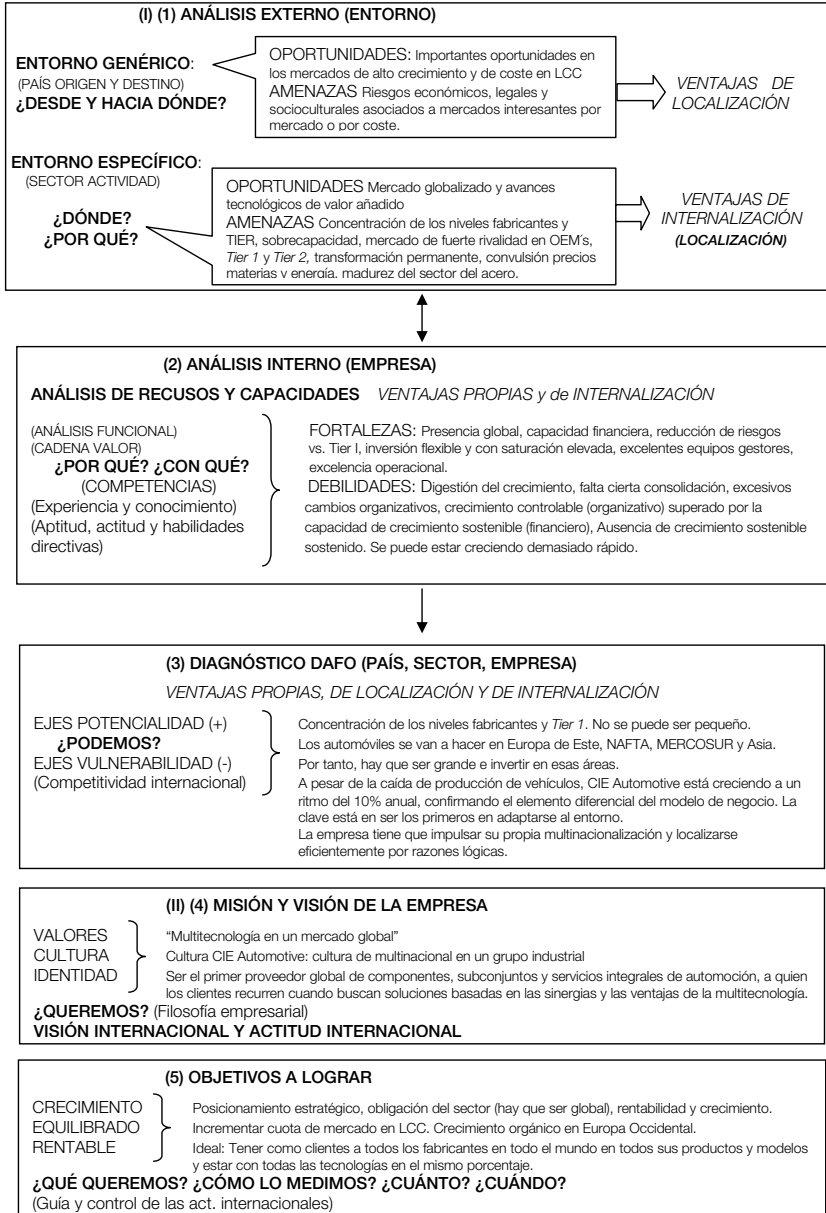 (I) (1) ANÁLISIS EXTERNO (ENTORNO)
ENTORNO GENÉRICO:
(PAÍS ORIGEN Y DESTINO)
¿DESDE Y HACIA DÓNDE?
OPORTUNIDADES: Importantes oportunidades en
los mercados de alto crecimiento y de coste en LCC
AMENAZAS Riesgos económicos, legales y
socioculturales asociados a mercados interesantes por
mercado o por coste.
VENTAJAS DE
LOCALIZACIÓN
ENTORNO ESPECÍFICO:
(SECTOR ACTIVIDAD)
¿DÓNDE?
¿POR QUÉ?
OPORTUNIDADES Mercado globalizado y avances
tecnológicos de valor añadido
AMENAZAS Concentración de los niveles fabricantes y
TIER, sobrecapacidad, mercado de fuerte rivalidad en OEM´s,
Tier 1 y Tier 2, transformación permanente, convulsión precios
materias y energía, madurez del sector del acero.
VENTAJAS DE
INTERNALIZACIÓN
(LOCALIZACIÓN)
(2) ANÁLISIS INTERNO (EMPRESA)
ANÁLISIS DE RECUSOS Y CAPACIDADES VENTAJAS PROPIAS y de INTERNALIZACIÓN
(ANÁLISIS FUNCIONAL)
(CADENA VALOR)
¿POR QUÉ? ¿CON QUÉ?
(COMPETENCIAS)
(Experiencia y conocimiento)
(Aptitud, actitud y habilidades
directivas)
FORTALEZAS: Presencia global, capacidad financiera, reducción de riesgos
vs. Tier I, inversión flexible y con saturación elevada, excelentes equipos gestores,
excelencia operacional.
DEBILIDADES: Digestión del crecimiento, falta cierta consolidación, excesivos
cambios organizativos, crecimiento controlable (organizativo) superado por la
capacidad de crecimiento sostenible (financiero), Ausencia de crecimiento sostenible
sostenido. Se puede estar creciendo demasiado rápido.
(3) DIAGNÓSTICO DAFO (PAÍS, SECTOR, EMPRESA)
VENTAJAS PROPIAS, DE LOCALIZACIÓN Y DE INTERNALIZACIÓN
EJES POTENCIALIDAD (+)
¿PODEMOS?
EJES VULNERABILIDAD (-)
(Competitividad internacional)
Concentración de los niveles fabricantes y Tier 1. No se puede ser pequeño.
Los automóviles se van a hacer en Europa de Este, NAFTA, MERCOSUR y Asia.
Por tanto, hay que ser grande e invertir en esas áreas.
A pesar de la caída de producción de vehículos, CIE Automotive está creciendo a un
ritmo del 10% anual, confirmando el elemento diferencial del modelo de negocio. La
clave está en ser los primeros en adaptarse al entorno.
La empresa tiene que impulsar su propia multinacionalización y localizarse
eficientemente por razones lógicas.
(II) (4) MISIÓN Y VISIÓN DE LA EMPRESA
VALORES
CULTURA
IDENTIDAD
“Multitecnología en un mercado global”
Cultura CIE Automotive: cultura de multinacional en un grupo industrial
Ser el primer proveedor global de componentes, subconjuntos y servicios integrales de automoción, a quien
los clientes recurren cuando buscan soluciones basadas en las sinergias y las ventajas de la multitecnología.
¿QUEREMOS? (Filosofía empresarial)
VISIÓN INTERNACIONAL Y ACTITUD INTERNACIONAL
(5) OBJETIVOS A LOGRAR
CRECIMIENTO
EQUILIBRADO
RENTABLE
Posicionamiento estratégico, obligación del sector (hay que ser global), rentabilidad y crecimiento.
Incrementar cuota de mercado en LCC. Crecimiento orgánico en Europa Occidental.
Ideal: Tener como clientes a todos los fabricantes en todo el mundo en todos sus productos y modelos
y estar con todas las tecnologías en el mismo porcentaje.
¿QUÉ QUEREMOS? ¿CÓMO LO MEDIMOS? ¿CUÁNTO? ¿CUÁNDO?
(Guía y control de las act. internacionales)